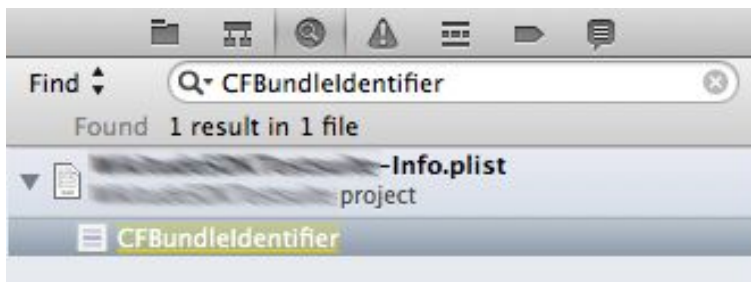 Find CFBundleIdentifier
Found 1 result in 1 file
-Info.plist
project
CFBundleIdentifier